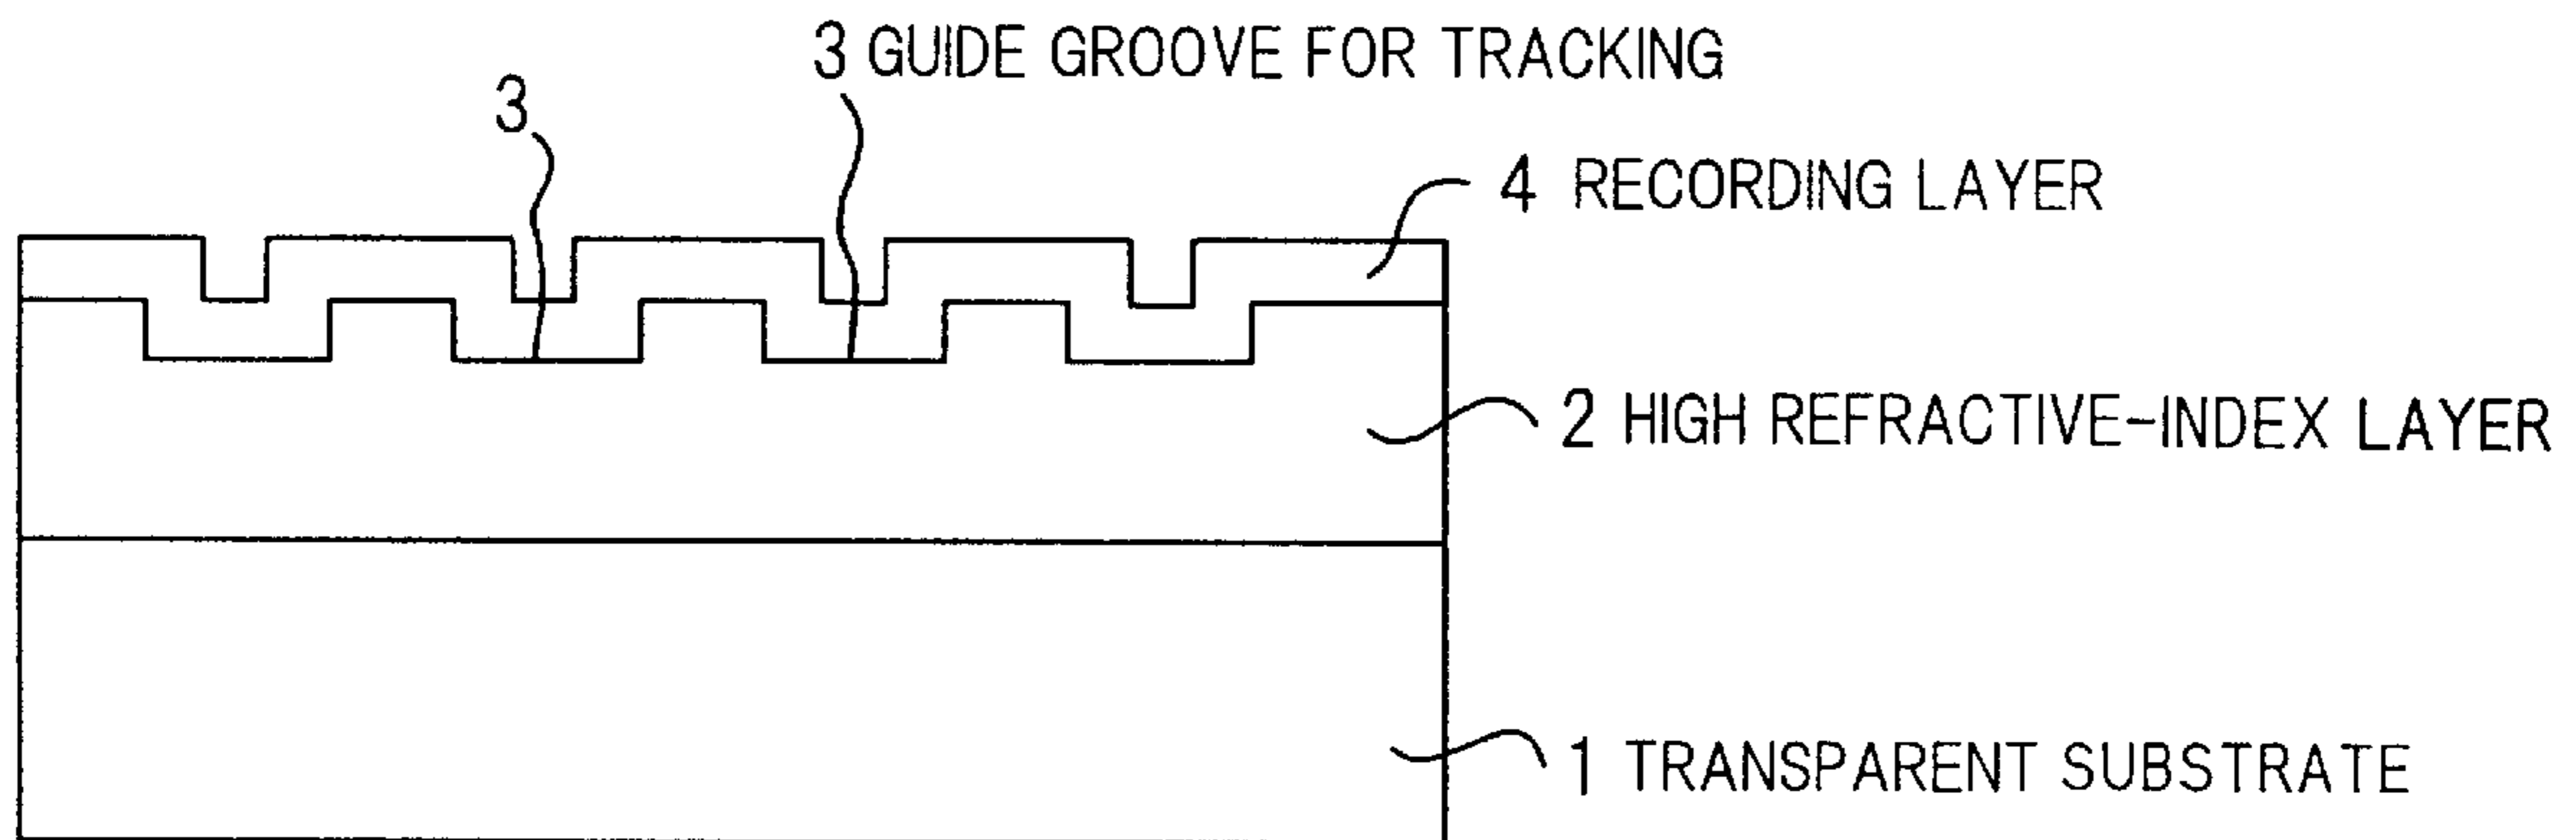 3 GUIDE GROOVE FOR TRACKING
3
4 RECORDING LAYER
2 HIGH REFRACTIVE-INDEX LAYER
1 TRANSPARENT SUBSTRATE